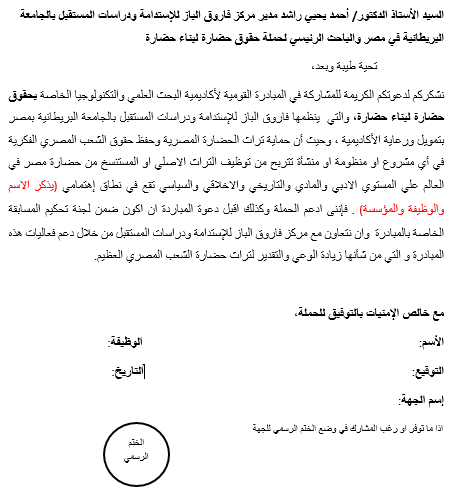 السيد الأستاذ الدكتور/ أحمد يحيي راشد مدير مركز فاروق الباز للإستدامة ودراسات المستقبل بالجامعة
البريطانية في مصر والباحث الرئيسي لحملة حقوق حضارة لبناء حضارة
تحية طيبة وبعد،
نشكركم لدعوتكم الكريمة للمشاركة في المبادرة القومية لأكاديمية البحث العلمي والتكنولوجيا الخاصة بحقوق
حضارة لبناء حضارة، والتي ينظمها فاروق الباز للإستدامة ودراسات المستقبل بالجامعة البريطانية بمصر
بتمويل ورعاية الأكاديمية ، وحيث أن حماية تراث الحضارة المصرية وحفظ حقوق الشعب المصري الفكرية
في أي مشروع او منظومة او منشأة تتربح من توظيف التراث الاصلي او المستنسخ من حضارة مصر في
العالم علي المستوي الادبي والمادي والتاريخي والاخلاقي والسياسي تقع في نطاق إهتمامي (يذكر الاسم
والوظيفة والمؤسسة) . فإننى ادعم الحملة وكذلك اقبل دعوة المباردة ان اكون ضمن لجنة تحكيم المسابقة
الخاصة بالمبادرة وان نتعاون مع مركز فاروق الباز للإستدامة ودراسات المستقبل من خلال دعم فعاليات هذه
المبادرة و التي من شأنها زيادة الوعي والتقدير لتراث حضارة الشعب المصري العظيم.
مع خالص الإمنيات بالتوفيق للحملة،
الأسم: الوظيفة:
التوقيع: التاريخ:
إسم الجهة:
اذا ما توفر او رغب المشارك في وضع الختم الرسمي للجهة
الختم
الرسمي